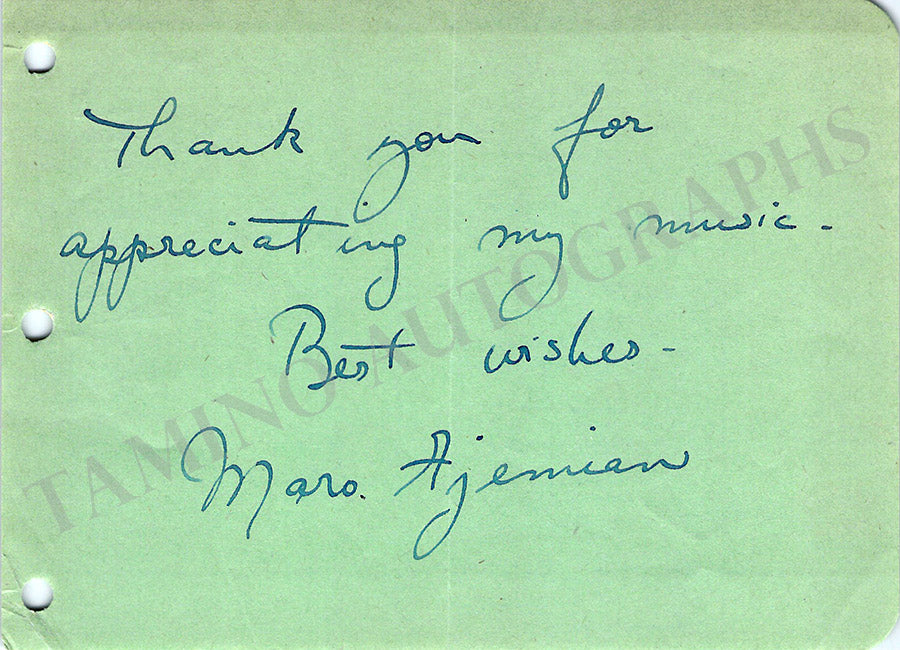 Thank you for
appreciating my music.
Best wishes-
Maro Ajemian
TAMINO AUTOGRAPHS